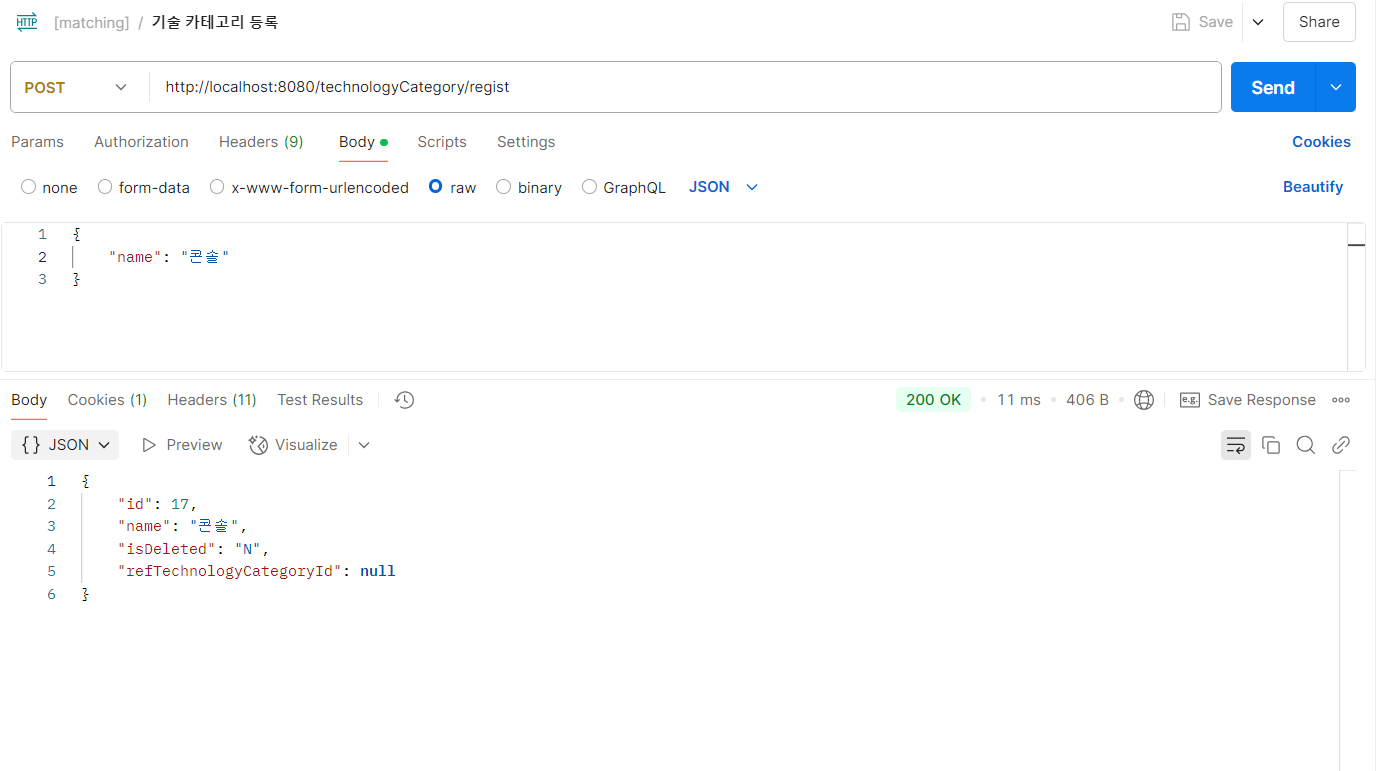 HTTP [matching] / 기술 카테고리 등록 Save Share
POST http://localhost:8080/technologyCategory/regist Send
Params Authorization Headers (9) Body Scripts Settings Cookies
none form-data x-www-form-urlencoded raw binary GraphQL JSON Beautify
1 {
2 "name": "콘솔"
3 }
Body Cookies (1) Headers (11) Test Results 200 OK 11 ms 406 B e.g. Save Response
{} JSON Preview Visualize
1 {
2 "id": 17,
3 "name": "콘솔",
4 "isDeleted": "N",
5 "refTechnologyCategoryId": null
6 }